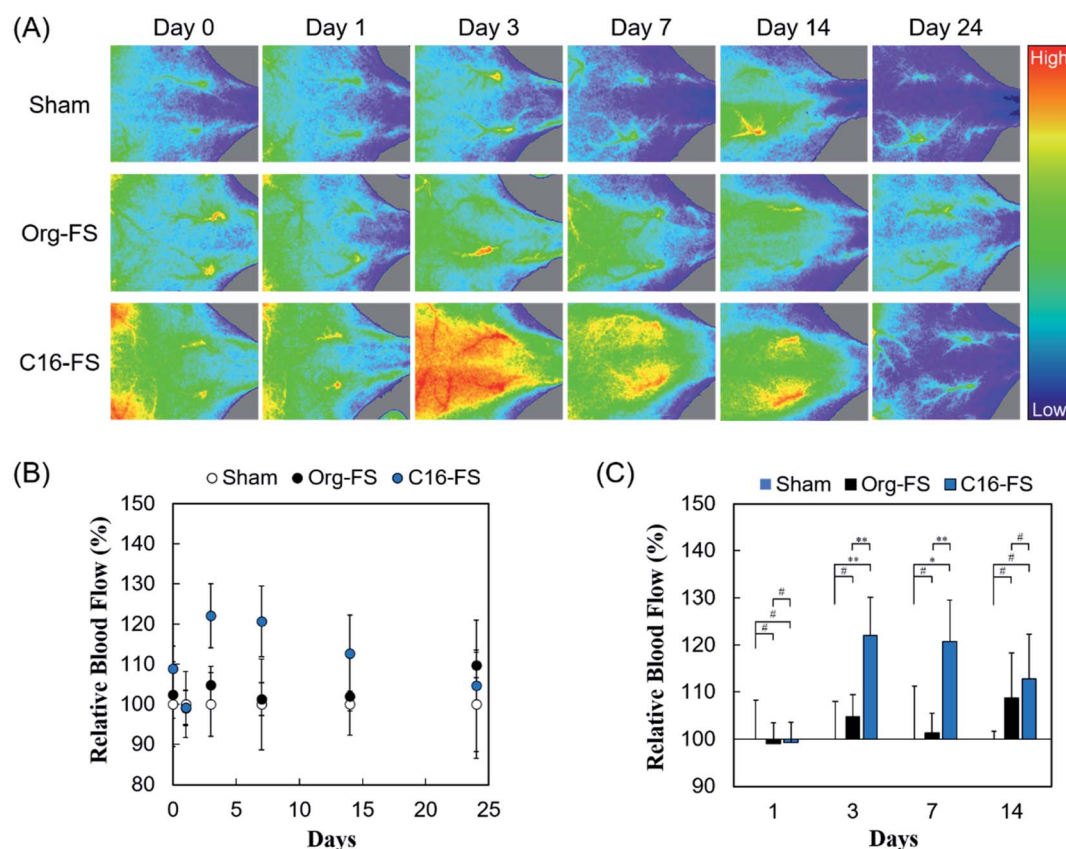 (A)
Day 0 Day 1 Day 3 Day 7 Day 14 Day 24
High
Sham
Org-FS
C16-FS
Low
(B)
Sham Org-FS C16-FS
Relative Blood Flow (%)
150
140
130
120
110
100
90
80
0 5 10 15 20 25
Days
(C)
Sham Org-FS C16-FS
Relative Blood Flow (%)
150
140
130
120
110
100
90
# # #
# ** **
# * **
# # #
1 3 7 14
Days